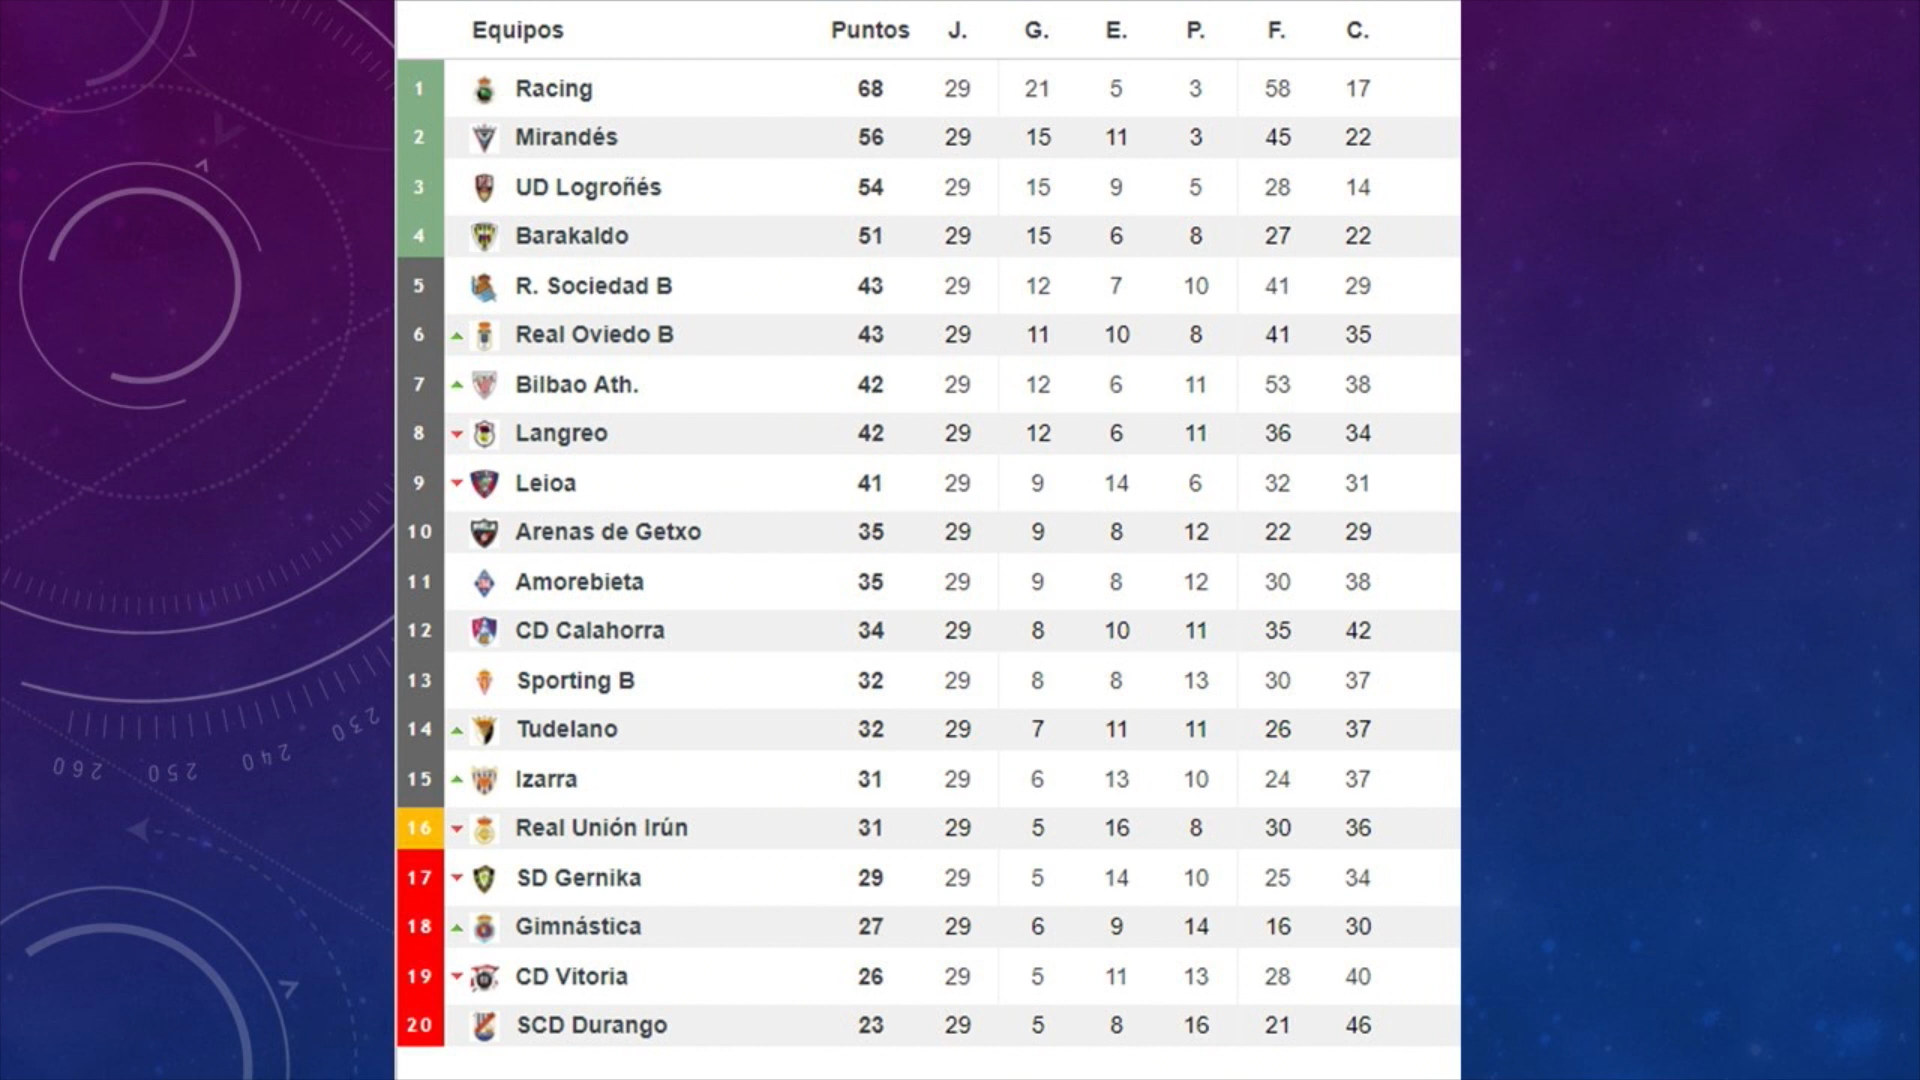 Equipos Puntos J. G. E. P. F. C.
1 Racing 68 29 21 5 3 58 17
2 Mirandés 56 29 15 11 3 45 22
3 UD Logroñés 54 29 15 9 5 28 14
4 Barakaldo 51 29 15 6 8 27 22
5 R. Sociedad B 43 29 12 7 10 41 29
6 Real Oviedo B 43 29 11 10 8 41 35
7 Bilbao Ath. 42 29 12 6 11 53 38
8 Langreo 42 29 12 6 11 36 34
9 Leioa 41 29 9 14 6 32 31
10 Arenas de Getxo 35 29 9 8 12 22 29
11 Amorebieta 35 29 9 8 12 30 38
12 CD Calahorra 34 29 8 10 11 35 42
13 Sporting B 32 29 8 8 13 30 37
14 Tudelano 32 29 7 11 11 26 37
15 Izarra 31 29 6 13 10 24 37
16 Real Unión Irún 31 29 5 16 8 30 36
17 SD Gernika 29 29 5 14 10 25 34
18 Gimnástica 27 29 6 9 14 16 30
19 CD Vitoria 26 29 5 11 13 28 40
20 SCD Durango 23 29 5 8 16 21 46
260 250 240 230